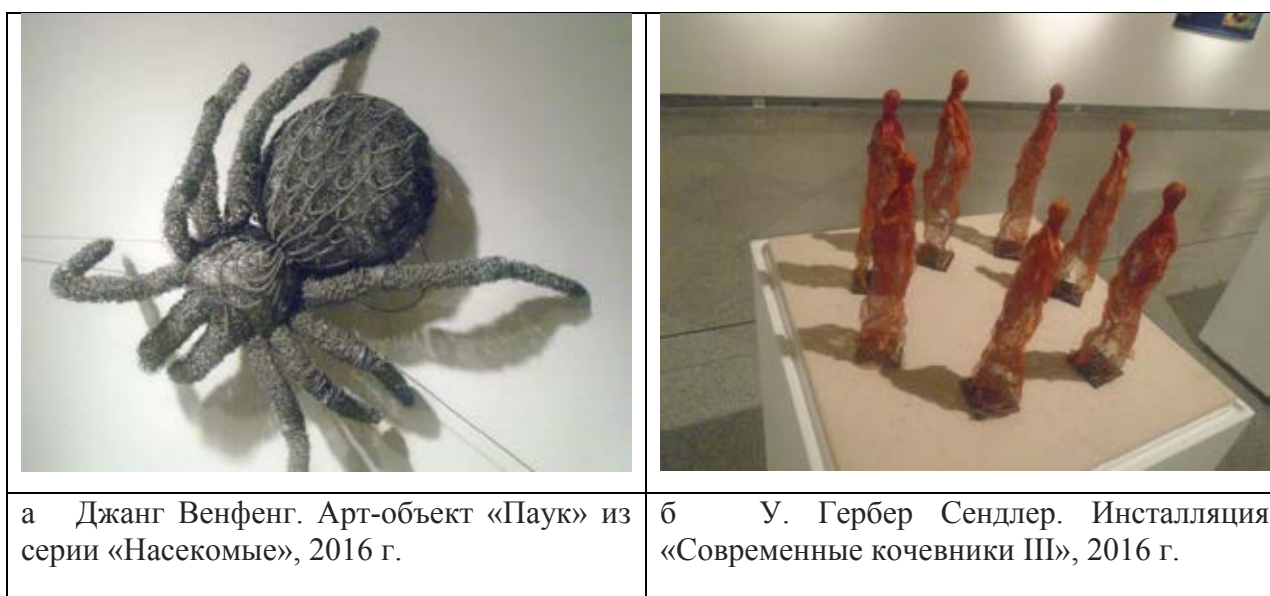 а Джанг Венфенг. Арт-объект «Паук» из
серии «Насекомые», 2016 г.
б У. Гербер Сендлер. Инсталляция
«Современные кочевники III», 2016 г.